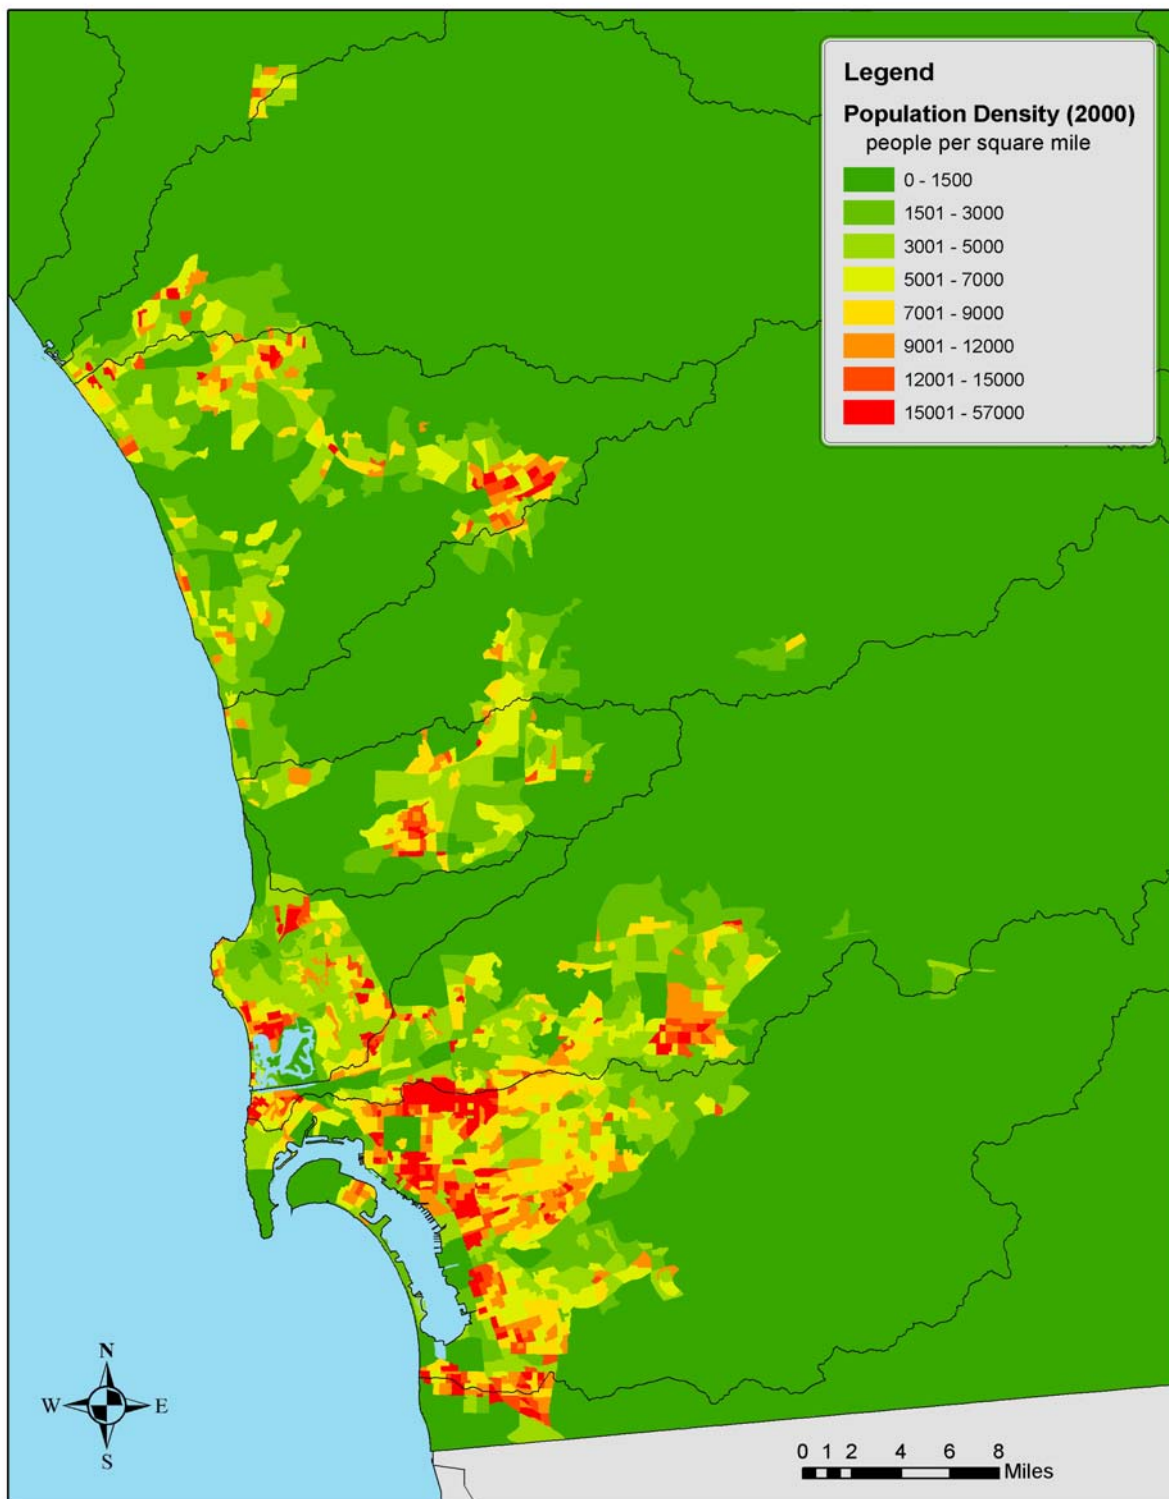 Legend
Population Density (2000)
people per square mile
0 - 1500
1501 - 3000
3001 - 5000
5001 - 7000
7001 - 9000
9001 - 12000
12001 - 15000
15001 - 57000
N
W E
S
0 1 2 4 6 8
Miles